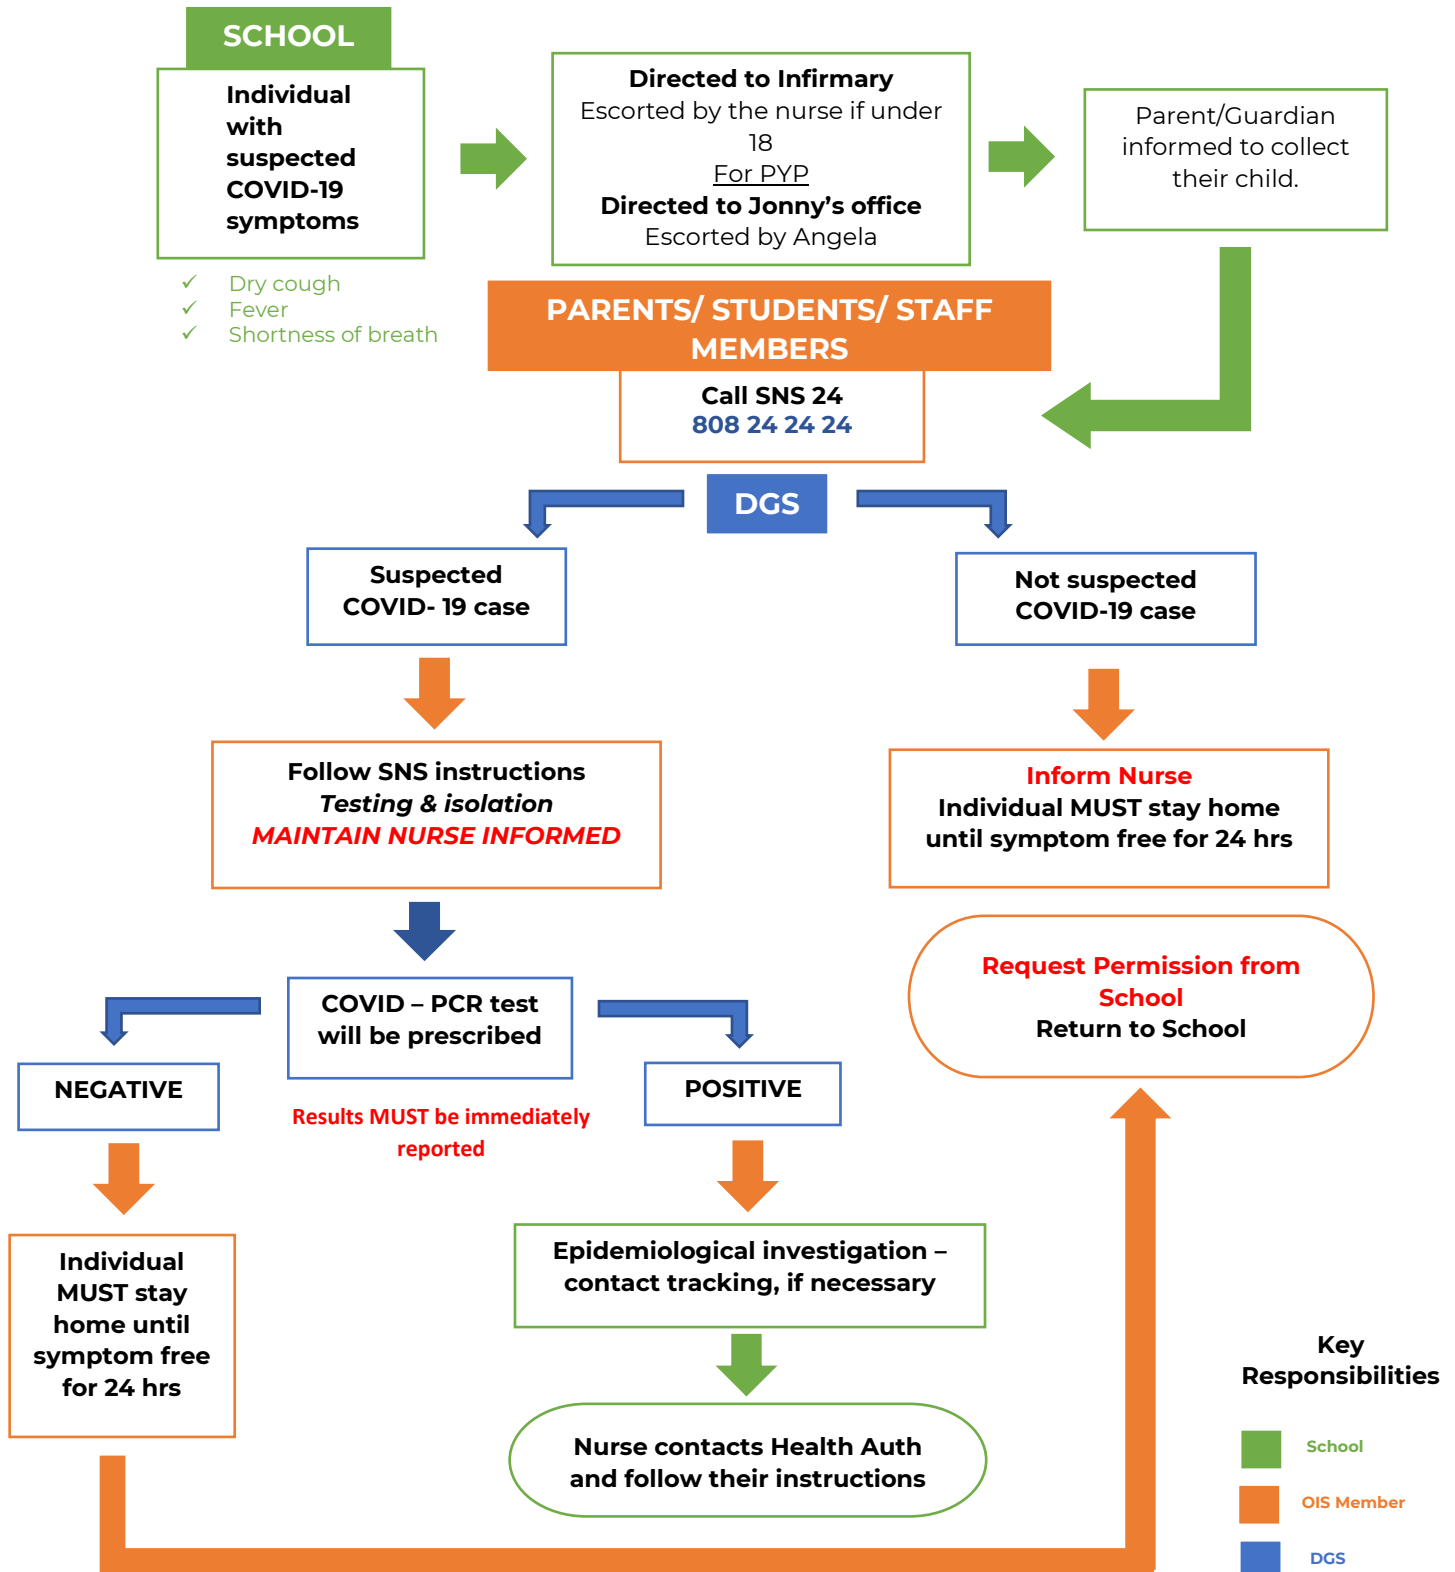 SCHOOL
Individual
with
suspected
COVID-19
symptoms
✓ Dry cough
✓ Fever
✓ Shortness of breath
Directed to Infirmary
Escorted by the nurse if under
18
For PYP
Directed to Jonny’s office
Escorted by Angela
Parent/Guardian
informed to collect
their child.
PARENTS/ STUDENTS/ STAFF
MEMBERS
Call SNS 24
808 24 24 24
DGS
Suspected
COVID- 19 case
Not suspected
COVID-19 case
Follow SNS instructions
Testing & isolation
MAINTAIN NURSE INFORMED
Inform Nurse
Individual MUST stay home
until symptom free for 24 hrs
Request Permission from
School
Return to School
COVID – PCR test
will be prescribed
NEGATIVE
POSITIVE
Results MUST be immediately
reported
Individual
MUST stay
home until
symptom free
for 24 hrs
Epidemiological investigation –
contact tracking, if necessary
Nurse contacts Health Auth
and follow their instructions
Key
Responsibilities
School
OIS Member
DGS